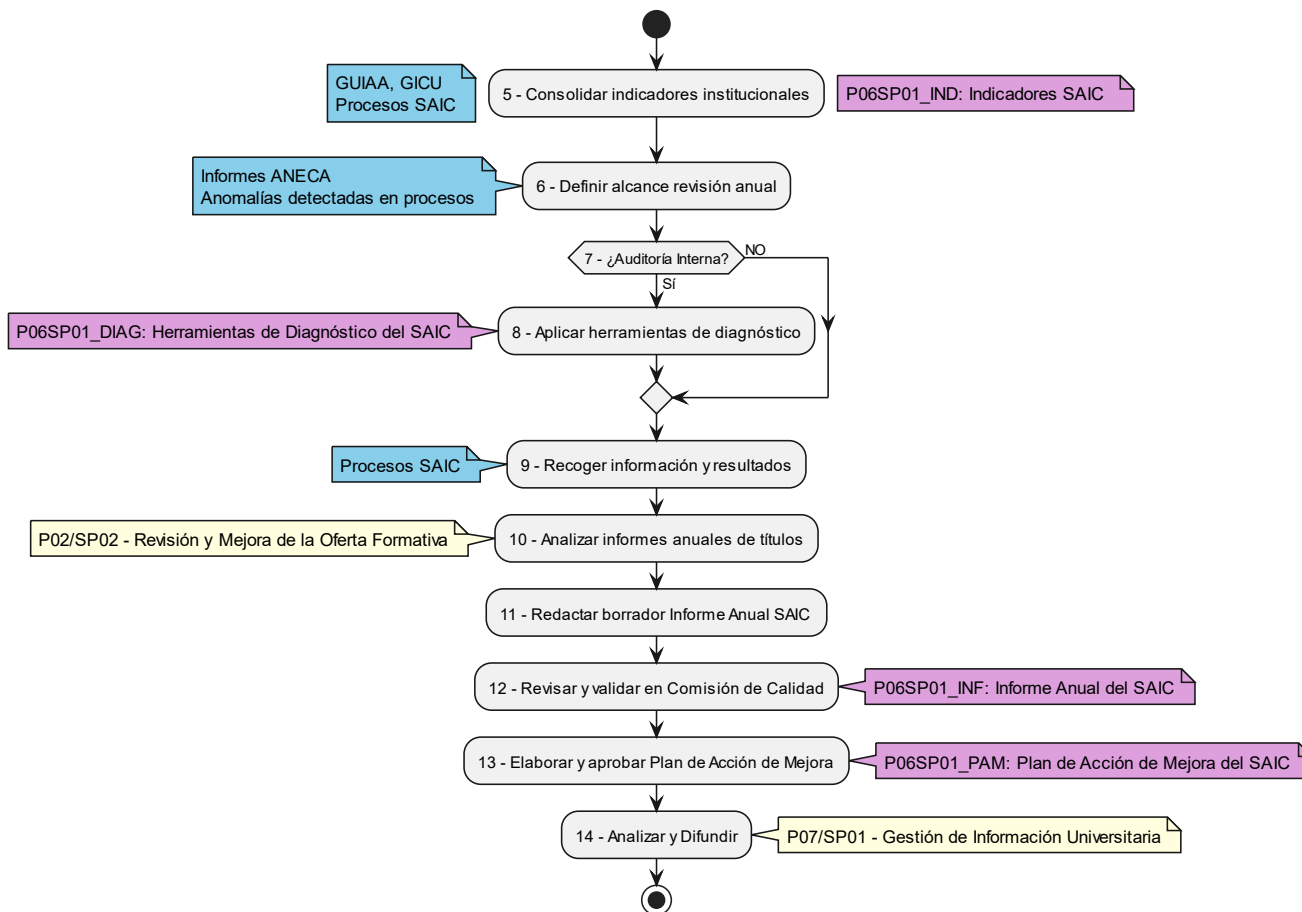 GUIAA, GICU
Procesos SAIC
5 - Consolidar indicadores institucionales
P06SP01_IND: Indicadores SAIC
Informes ANECA
Anomalías detectadas en procesos
6 - Definir alcance revisión anual
7 - ¿Auditoría Interna?
NO
Sí
P06SP01_DIAG: Herramientas de Diagnóstico del SAIC
8 - Aplicar herramientas de diagnóstico
Procesos SAIC
9 - Recoger información y resultados
P02/SP02 - Revisión y Mejora de la Oferta Formativa
10 - Analizar informes anuales de títulos
11 - Redactar borrador Informe Anual SAIC
12 - Revisar y validar en Comisión de Calidad
P06SP01_INF: Informe Anual del SAIC
13 - Elaborar y aprobar Plan de Acción de Mejora
P06SP01_PAM: Plan de Acción de Mejora del SAIC
14 - Analizar y Difundir
P07/SP01 - Gestión de Información Universitaria